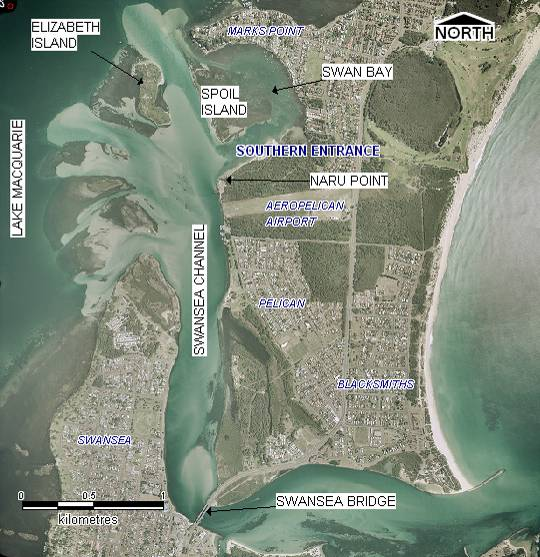 ELIZABETH
ISLAND
MARKS POINT
NORTH
SWAN BAY
SPOIL
ISLAND
LAKE MACQUARIE
SOUTHERN ENTRANCE
NARU POINT
AEROPELICAN
AIRPORT
SWANSEA CHANNEL
PELICAN
BLACKSMITHS
SWANSEA
0 0.5 1
kilometres
SWANSEA BRIDGE